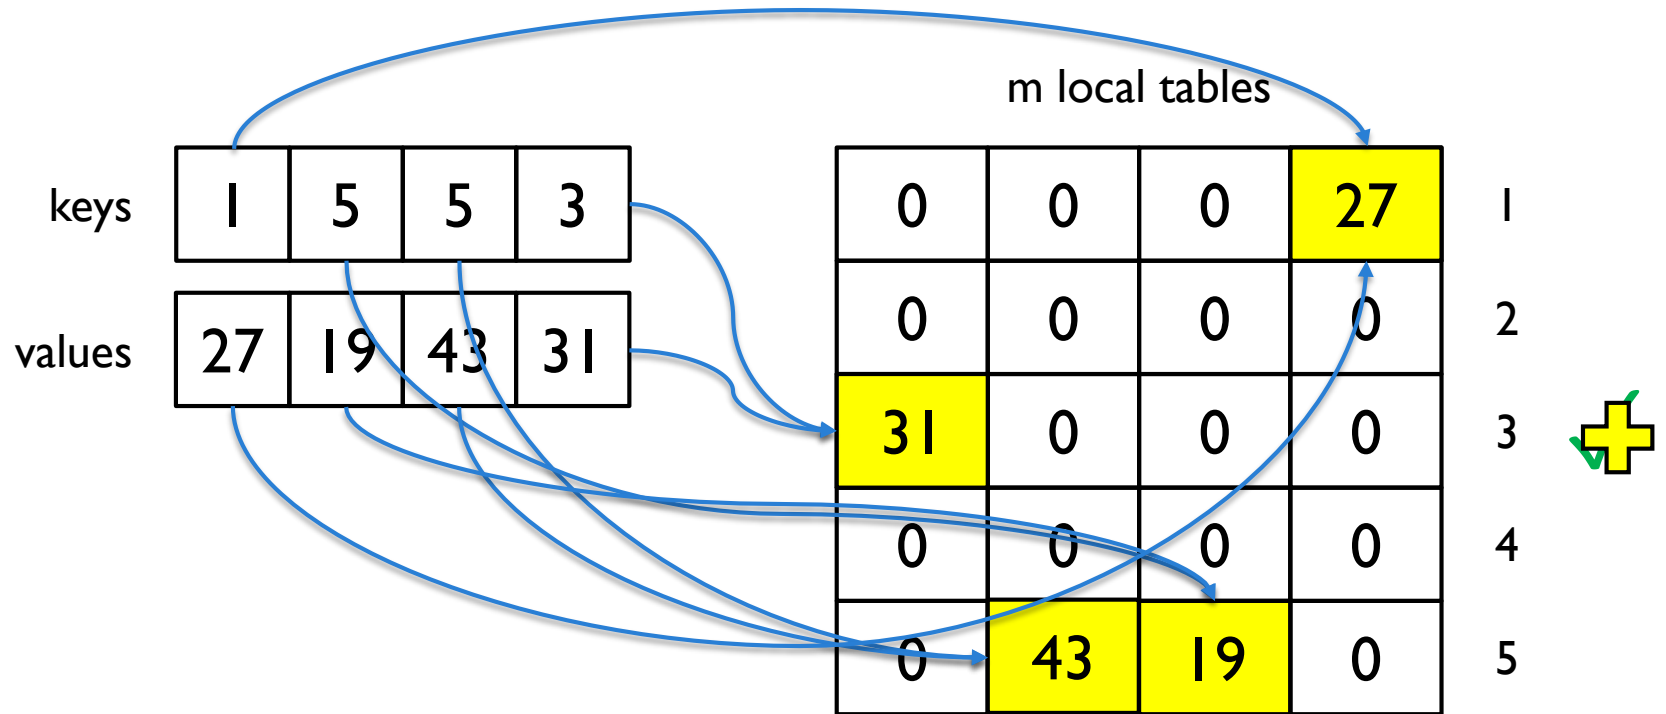 m local tables
keys 1 5 5 3
0 0 0 27 1
0 0 0 0 2
values 27 19 43 31
31 0 0 0 3
0 0 0 0 4
0 43 19 0 5